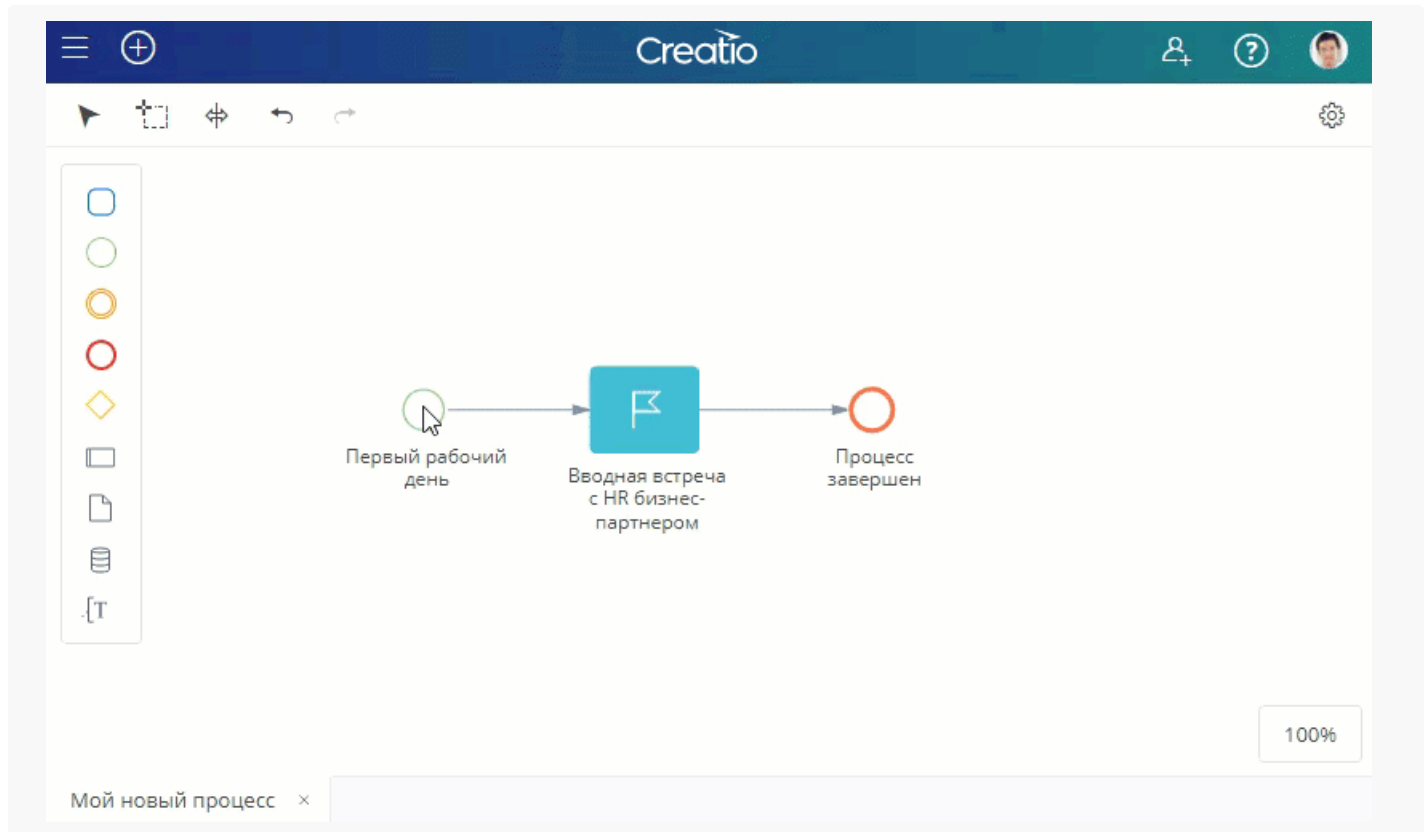 Creatio
Первый рабочий
день
Вводная встреча
с HR бизнес-
партнером
Процесс
завершен
T
100%
Мой новый процесс ×